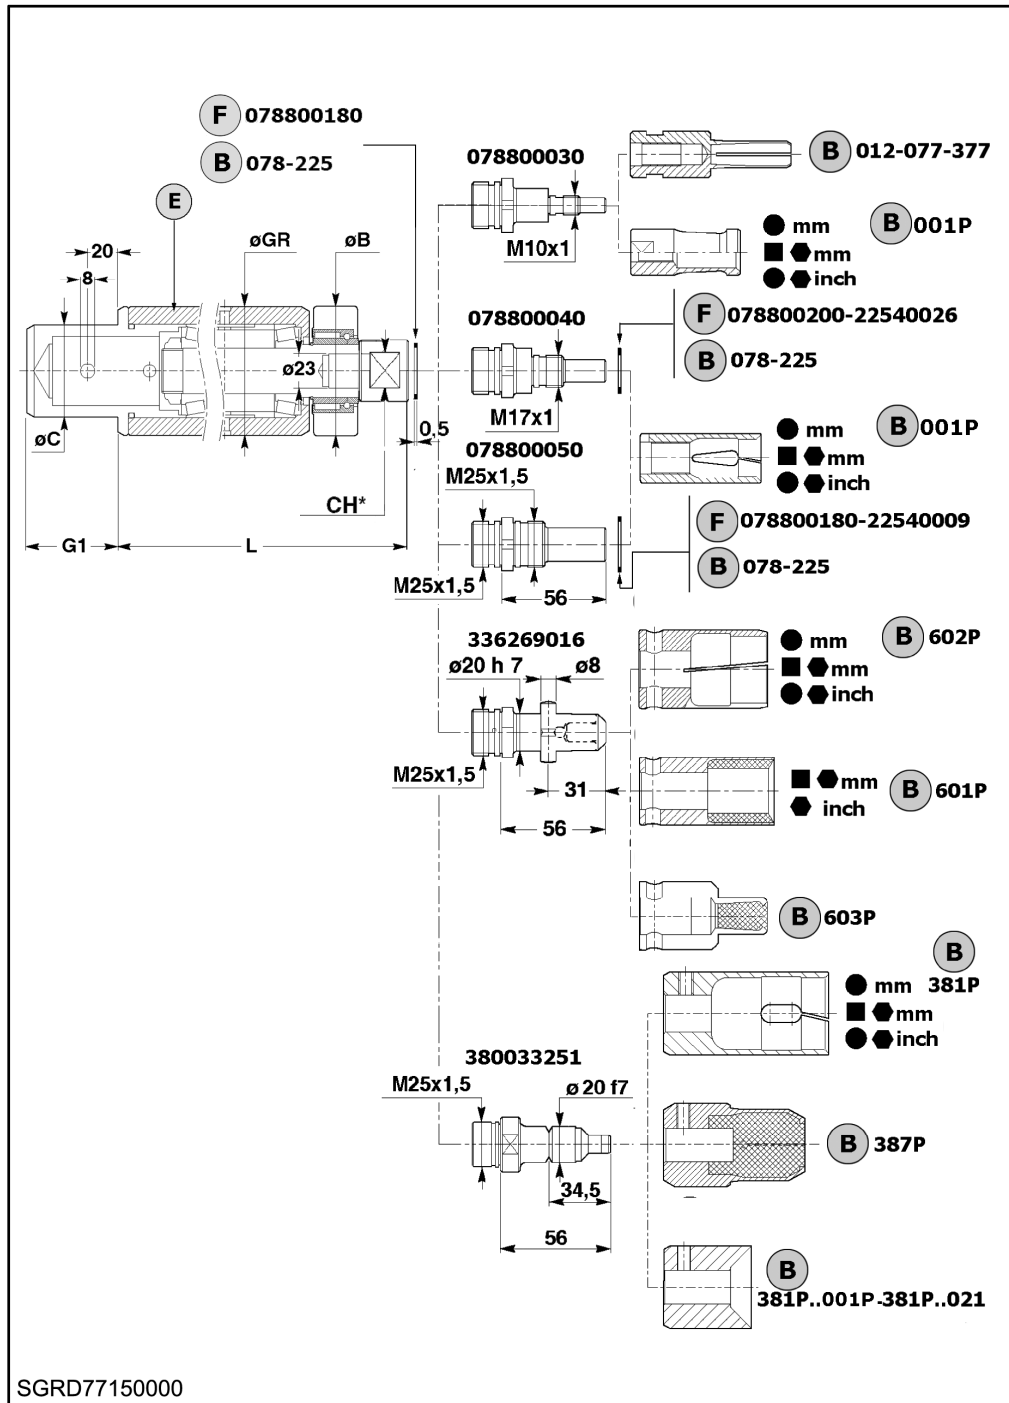 F 078800180
B 078-225
E
20
8
øGR
øB
ø23
øC
0,5
CH*
G1
L
078800030
M10x1
B 012-077-377
mm
mm
inch
B 001P
078800040
M17x1
F 078800200-22540026
B 078-225
078800050
M25x1,5
M25x1,5
56
mm
mm
inch
B 001P
F 078800180-22540009
B 078-225
336269016
ø20 h 7
ø8
M25x1,5
31
56
mm
mm
inch
B 602P
mm
inch
B 601P
B 603P
B
381P
mm
mm
inch
380033251
M25x1,5
ø 20 f7
34,5
56
B 387P
B
381P..001P-381P..021
SGRD77150000